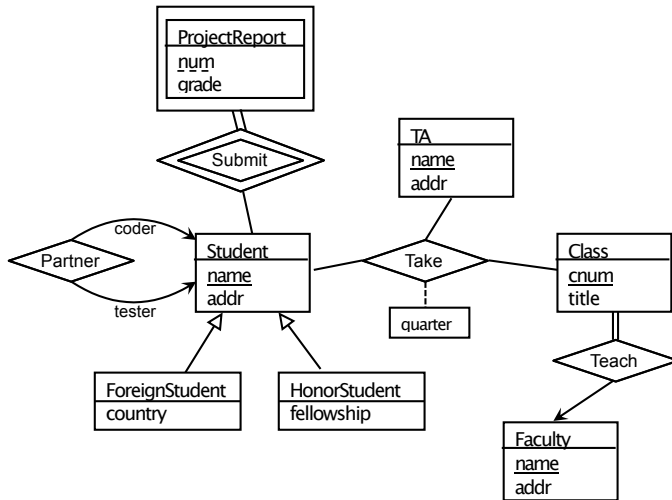 ProjectReport
num
grade
Submit
TA
name
addr
coder
Partner
tester
Student
name
addr
Take
Class
cnum
title
quarter
Teach
ForeignStudent
country
HonorStudent
fellowship
Faculty
name
addr